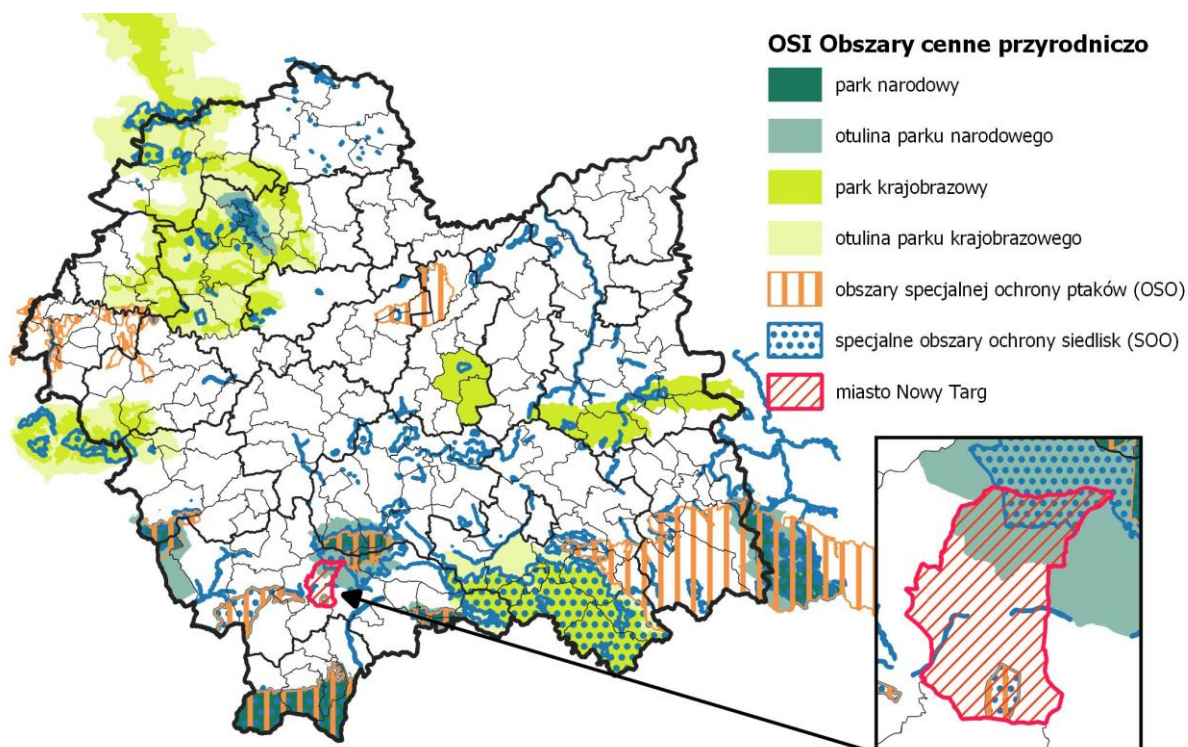 OSI Obszary cenne przyrodniczo
park narodowy
otulina parku narodowego
park krajobrazowy
otulina parku krajobrazowego
obszary specjalnej ochrony ptaków (OSO)
specjalne obszary ochrony siedlisk (SOO)
miasto Nowy Targ